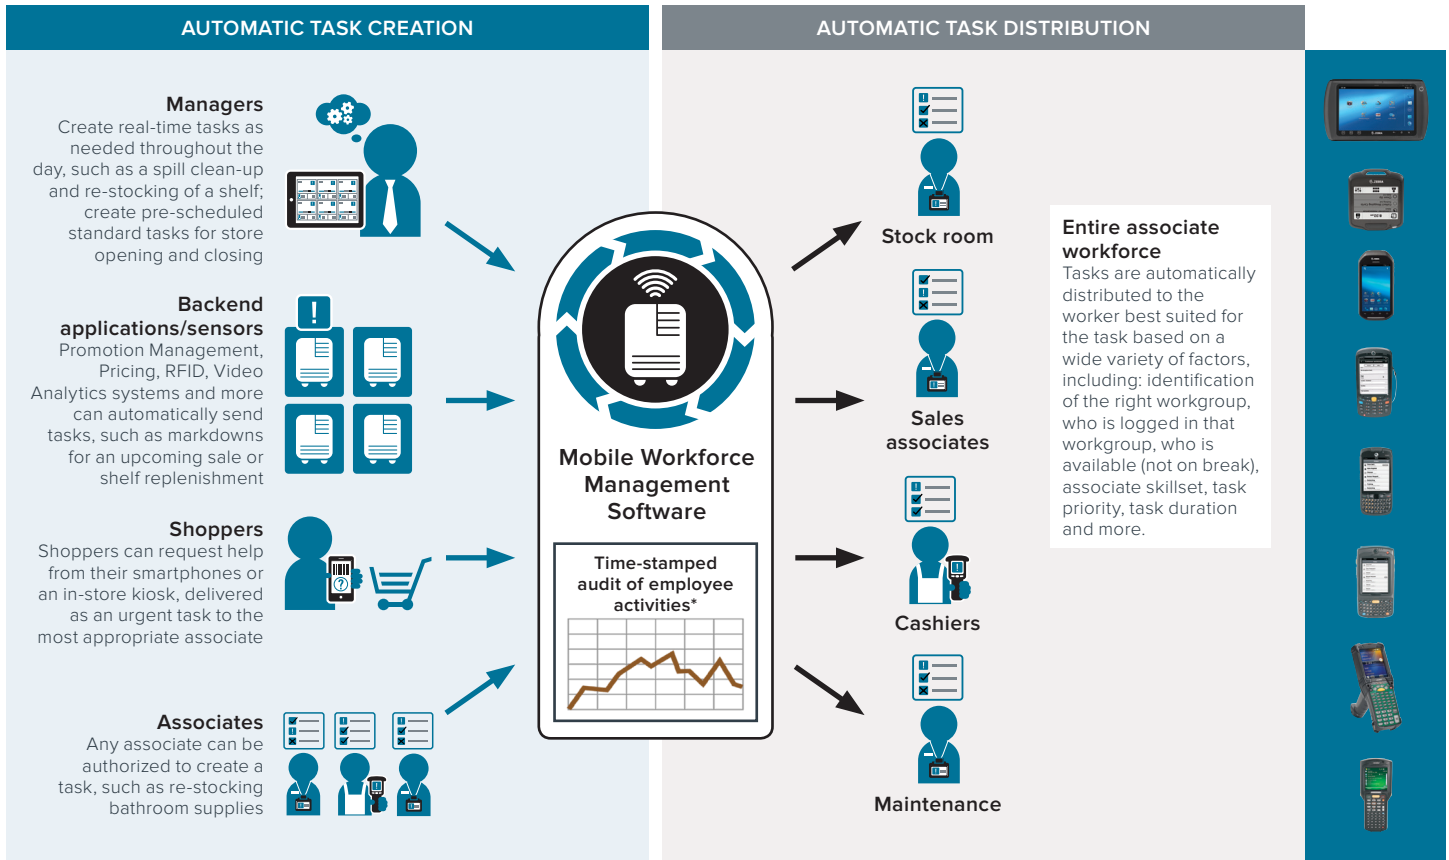 AUTOMATIC TASK CREATION
AUTOMATIC TASK DISTRIBUTION
Managers
Create real-time tasks as
needed throughout the
day, such as a spill clean-up
and re-stocking of a shelf;
create pre-scheduled
standard tasks for store
opening and closing
Backend
applications/sensors
Promotion Management,
Pricing, RFID, Video
Analytics systems and more
can automatically send
tasks, such as markdowns
for an upcoming sale or
shelf replenishment
Shoppers
Shoppers can request help
from their smartphones or
an in-store kiosk, delivered
as an urgent task to the
most appropriate associate
Associates
Any associate can be
authorized to create a
task, such as re-stocking
bathroom supplies
Mobile Workforce
Management
Software
Time-stamped
audit of employee
activities*
Stock room
Sales
associates
Cashiers
Maintenance
Entire associate
workforce
Tasks are automatically
distributed to the
worker best suited for
the task based on a
wide variety of factors,
including: identification
of the right workgroup,
who is logged in that
workgroup, who is
available (not on break),
associate skillset, task
priority, task duration
and more.